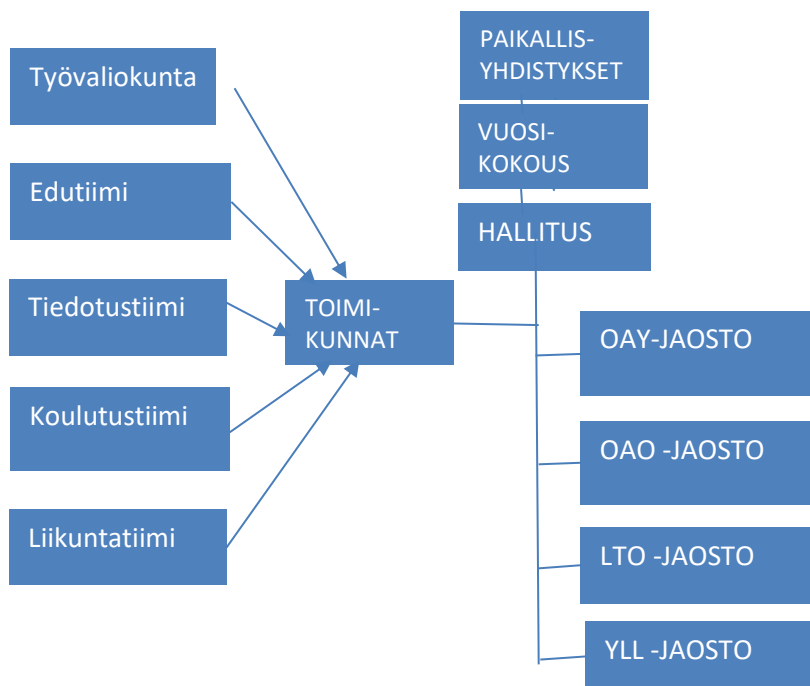 Työvaliokunta
Edutiimi
Tiedotustiimi
Koulutustiimi
Liikuntatiimi
TOIMI-
KUNNAT
PAIKALLIS-
YHDISTYKSET
VUOSI-
KOKOUS
HALLITUS
OAY-JAOSTO
OAO -JAOSTO
LTO -JAOSTO
YLL -JAOSTO